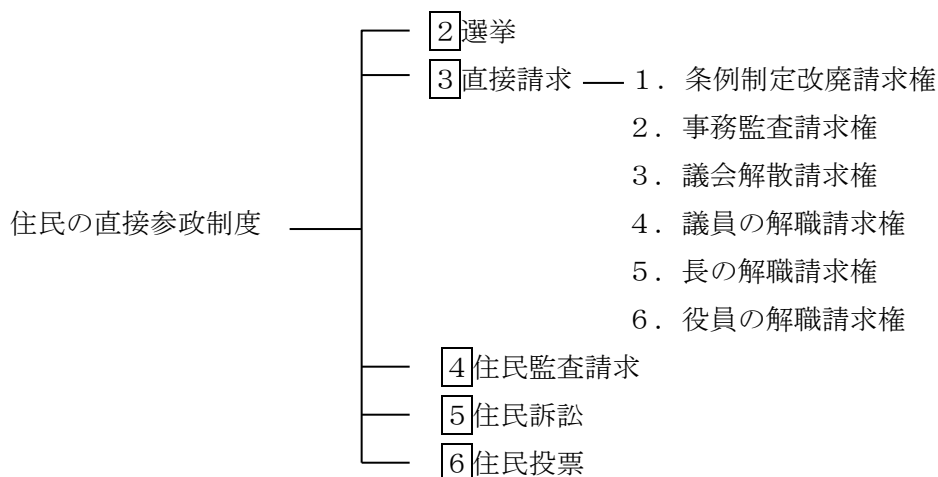 2 選挙
3 直接請求 1．条例制定改廃請求権
2．事務監査請求権
3．議会解散請求権
住民の直接参政制度 4．議員の解職請求権
5．長の解職請求権
6．役員の解職請求権
4 住民監査請求
5 住民訴訟
6 住民投票